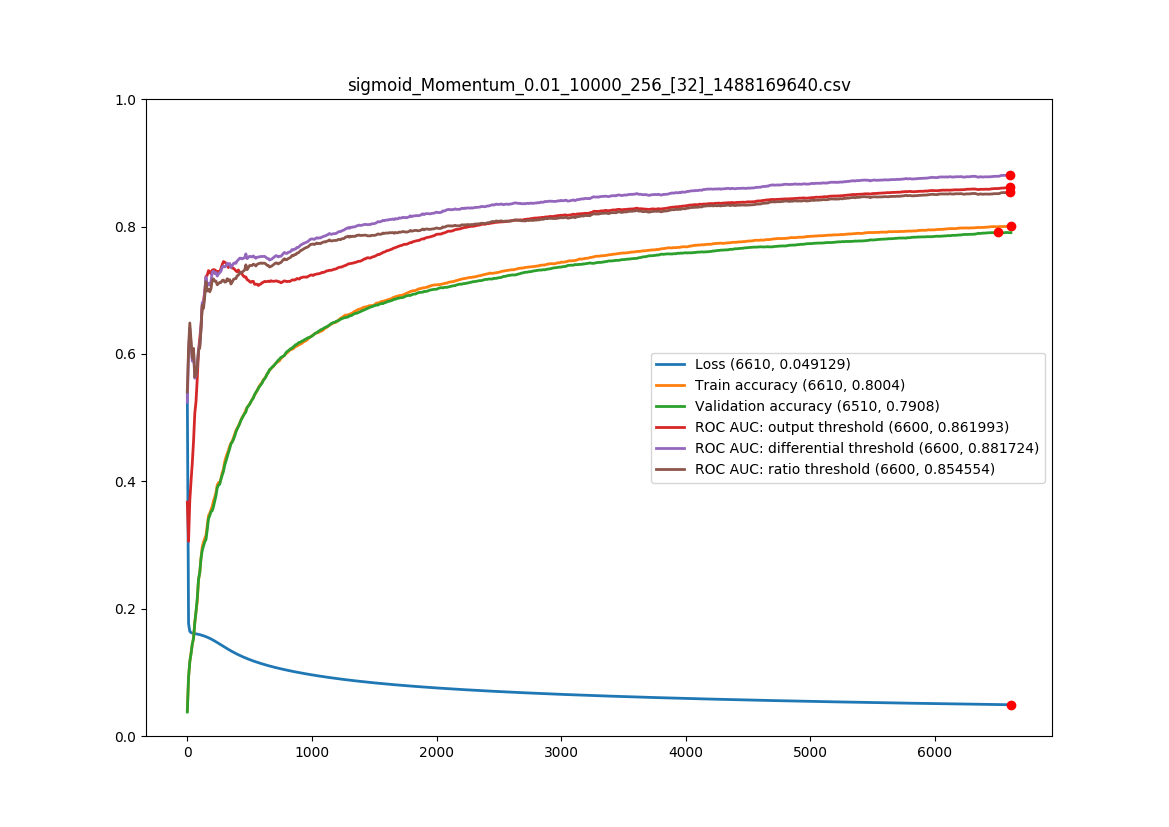 sigmoid_Momentum_0.01_10000_256_[32]_1488169640.csv
1.0
0.8
0.6
0.4
0.2
0.0
Loss (6610, 0.049129)
Train accuracy (6610, 0.8004)
Validation accuracy (6510, 0.7908)
ROC AUC: output threshold (6600, 0.861993)
ROC AUC: differential threshold (6600, 0.881724)
ROC AUC: ratio threshold (6600, 0.854554)
0 1000 2000 3000 4000 5000 6000